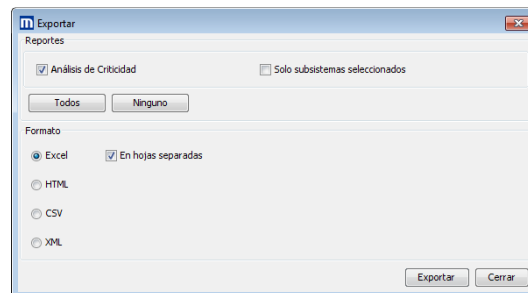 m Exportar
Reportes
Análisis de Criticidad Solo subsistemas seleccionados
Todos Ninguno
Formato
Excel En hojas separadas
HTML
CSV
XML
Exportar Cerrar